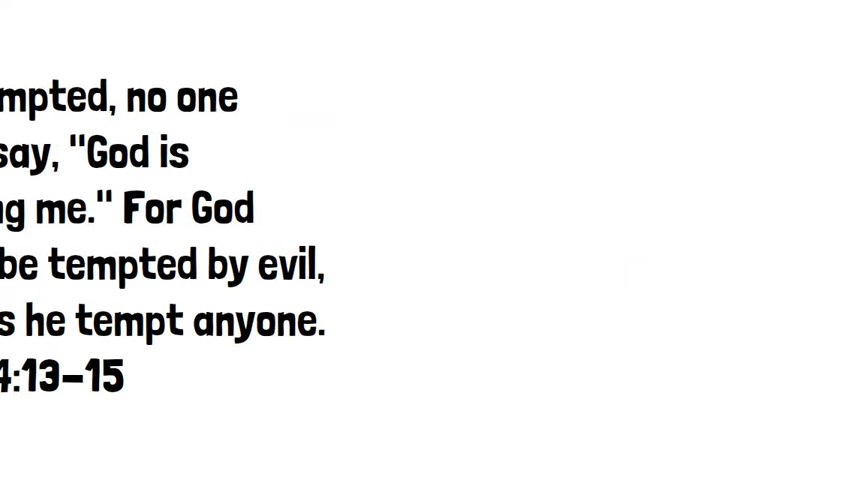 mpted, no one
say, "God is
ng me." For God
be tempted by evil,
s he tempt anyone.
4:13–15